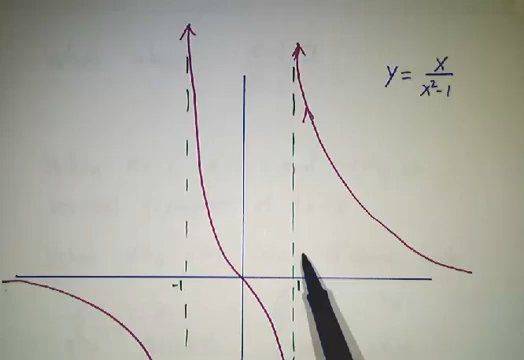 y = x / x²-1
-1
1